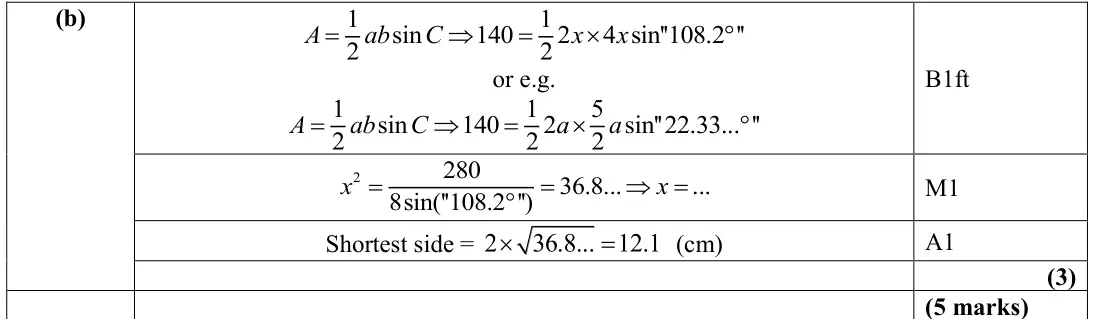 (b)
A = 1/2 ab sin C ⇒ 140 = 1/2 2x × 4x sin "108.2°"
or e.g.
A = 1/2 ab sin C ⇒ 140 = 1/2 2a × 5/2 a sin "22.33...°"
B1ft
x² = 280/8sin("108.2°") = 36.8... ⇒ x = ...
M1
Shortest side = 2 × √36.8... = 12.1 (cm)
A1
(3)
(5 marks)